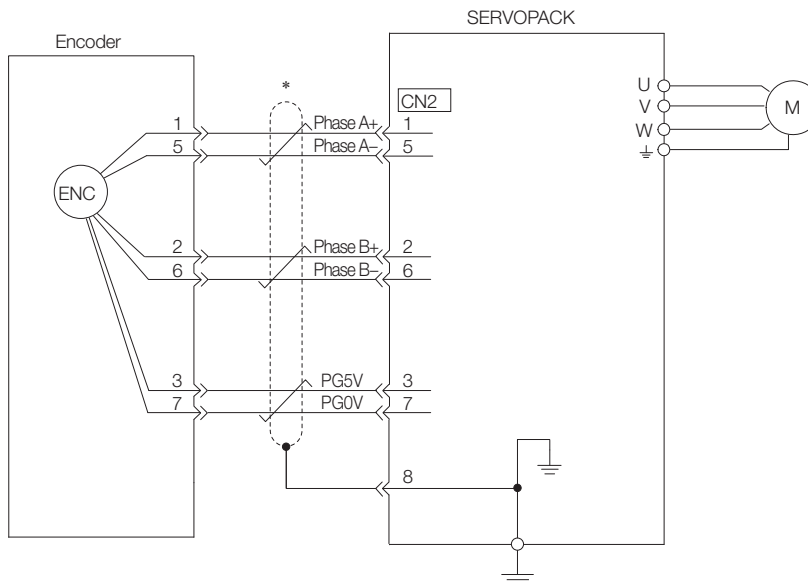 SERVOPACK
Encoder
*
CN2
U
V
W
M
1 Phase A+ 1
5 Phase A− 5
ENC
2 Phase B+ 2
6 Phase B− 6
3 PG5V 3
7 PG0V 7
8